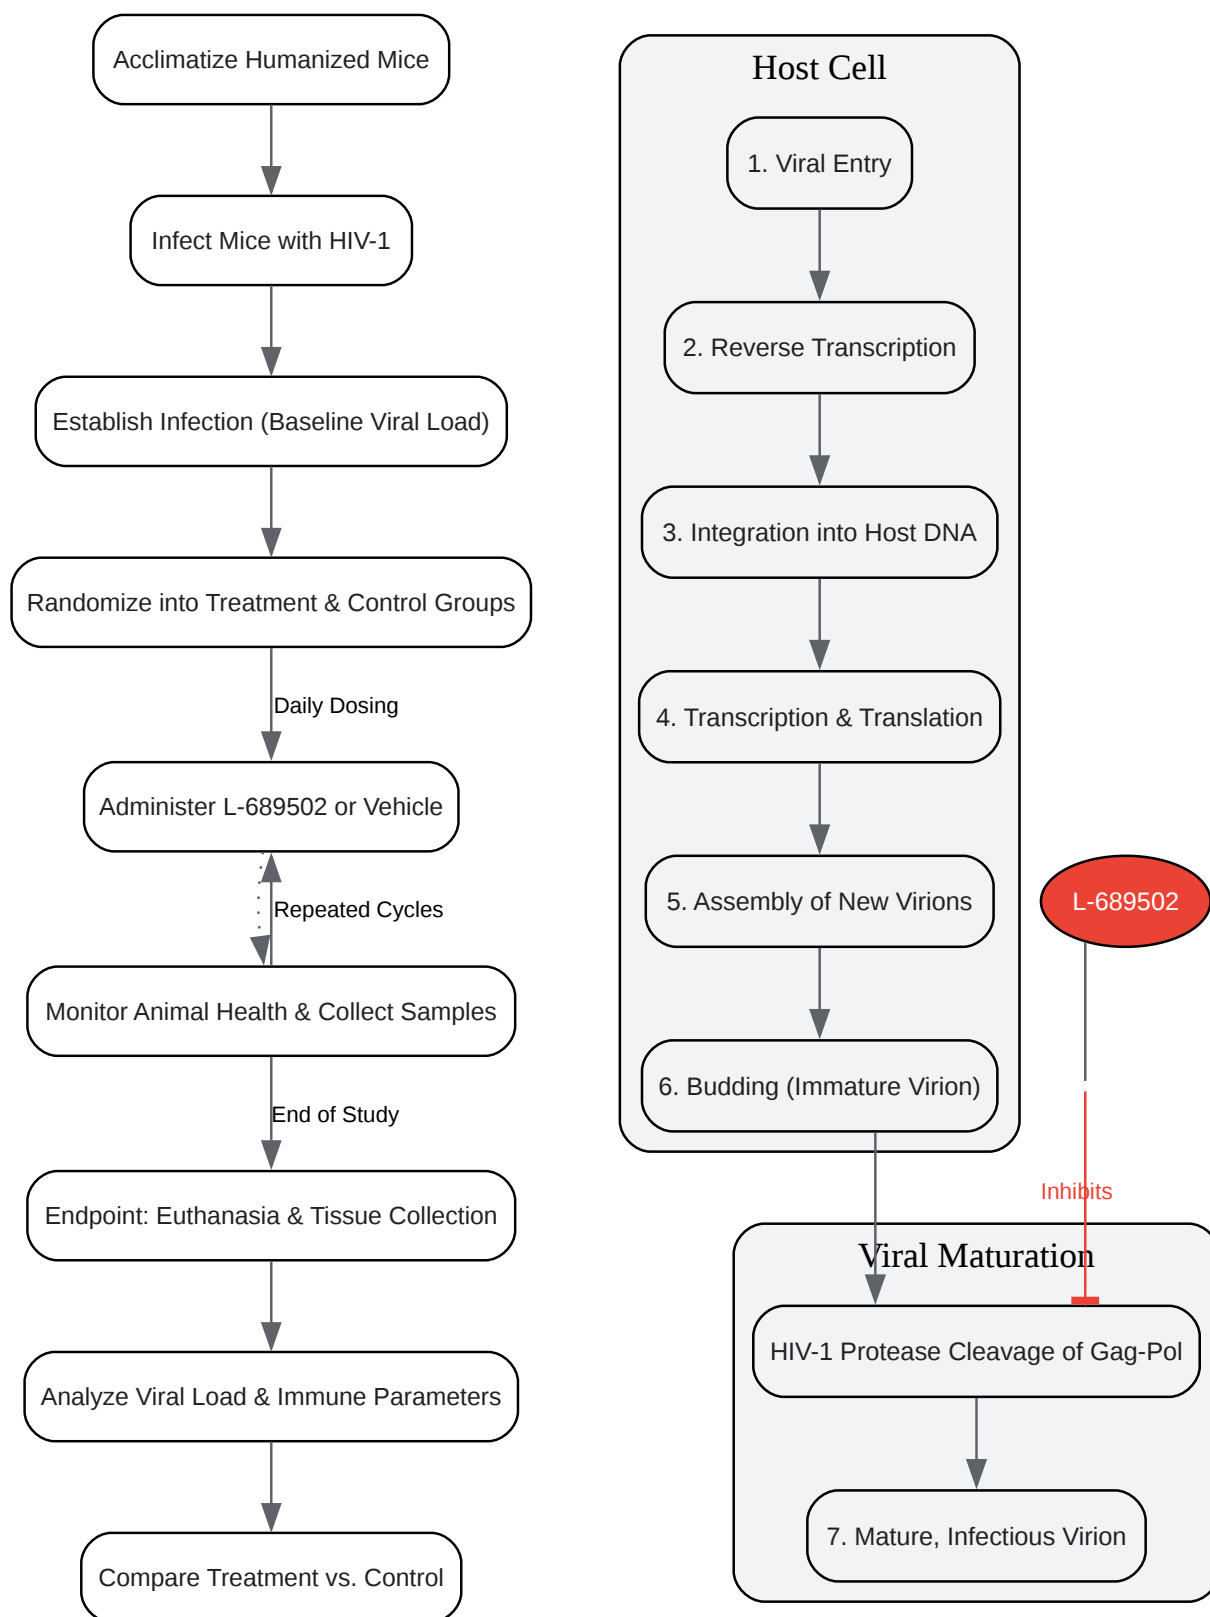 Acclimatize Humanized Mice
Infect Mice with HIV-1
Establish Infection (Baseline Viral Load)
Randomize into Treatment & Control Groups
Daily Dosing
Administer L-689502 or Vehicle
Repeated Cycles
Monitor Animal Health & Collect Samples
End of Study
Endpoint: Euthanasia & Tissue Collection
Analyze Viral Load & Immune Parameters
Compare Treatment vs. Control
Host Cell
1. Viral Entry
2. Reverse Transcription
3. Integration into Host DNA
4. Transcription & Translation
5. Assembly of New Virions
L-689502
6. Budding (Immature Virion)
Inhibits
Viral Maturation
HIV-1 Protease Cleavage of Gag-Pol
7. Mature, Infectious Virion